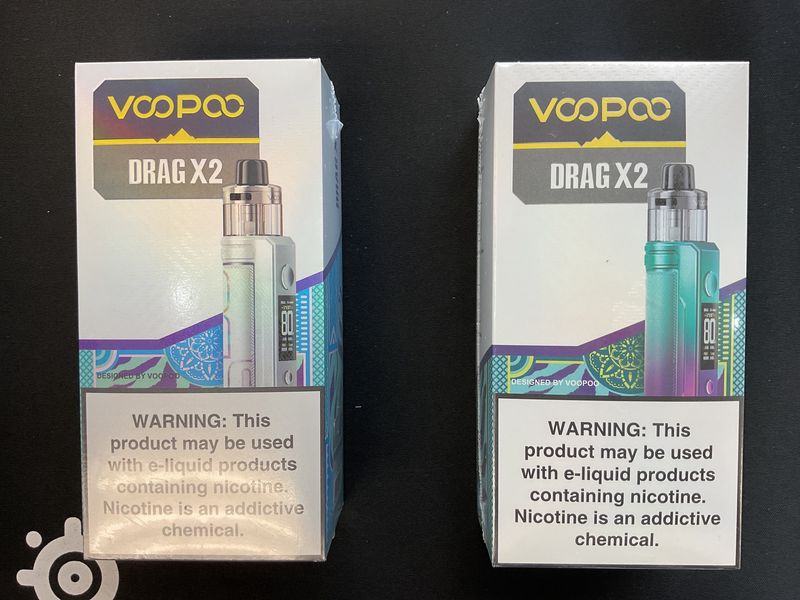 VOOPOO
DRAG X2
80
DESIGNED BY VOOPOO
WARNING: This
product may be used
with e-liquid products
containing nicotine.
Nicotine is an addictive
chemical.
VOOPOO
DRAG X2
80
DESIGNED BY VOOPOO
WARNING: This
product may be used
with e-liquid products
containing nicotine.
Nicotine is an addictive
chemical.